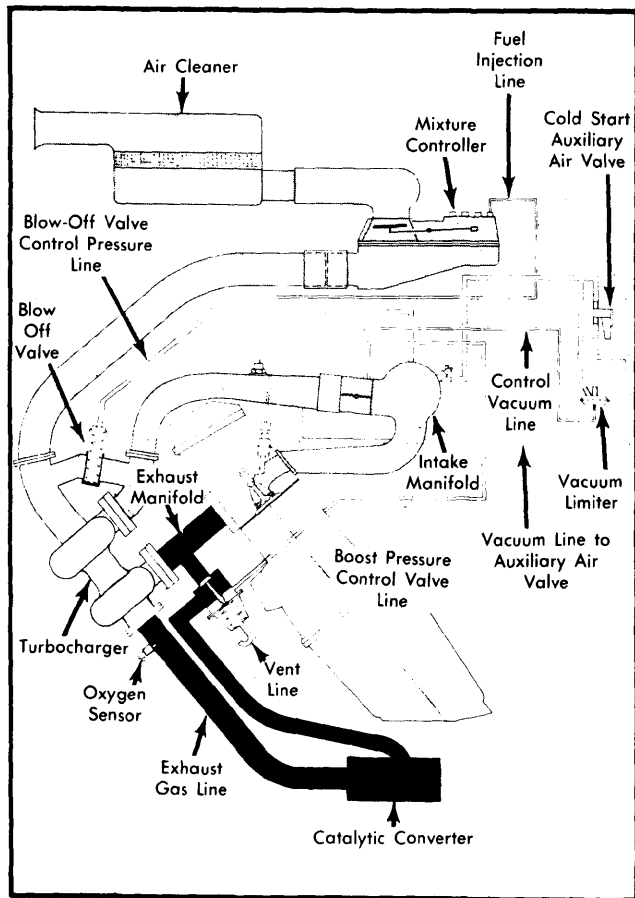 Air Cleaner
Fuel
Injection
Line
Mixture
Controller
Cold Start
Auxiliary
Air Valve
Blow-Off Valve
Control Pressure
Line
Blow
Off
Valve
Control
Vacuum
Line
Intake
Manifold
Vacuum
Limiter
Exhaust
Manifold
Vacuum Line to
Auxiliary Air
Valve
Boost Pressure
Control Valve
Line
Turbocharger
Oxygen
Sensor
Vent
Line
Exhaust
Gas Line
Catalytic Converter